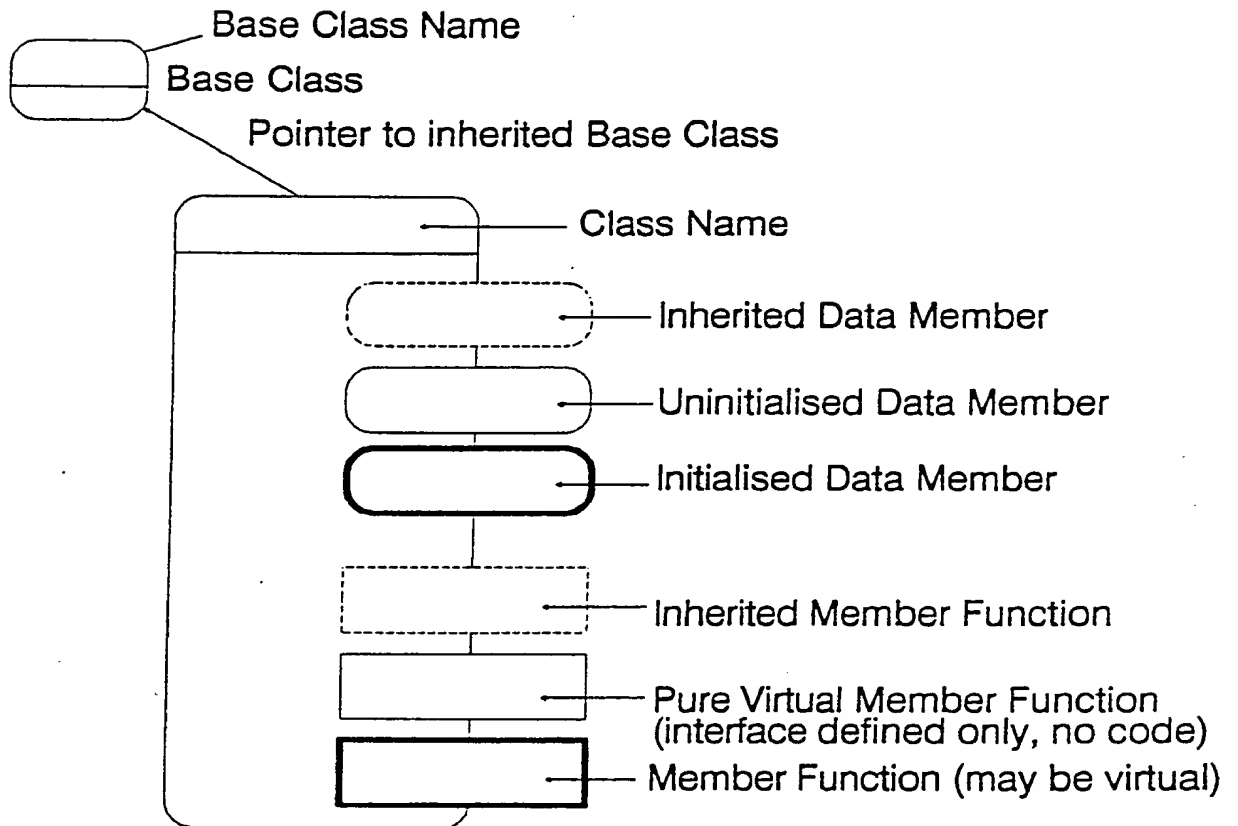 Base Class Name
Base Class
Pointer to inherited Base Class
Class Name
Inherited Data Member
Uninitialised Data Member
Initialised Data Member
Inherited Member Function
Pure Virtual Member Function
(interface defined only, no code)
Member Function (may be virtual)